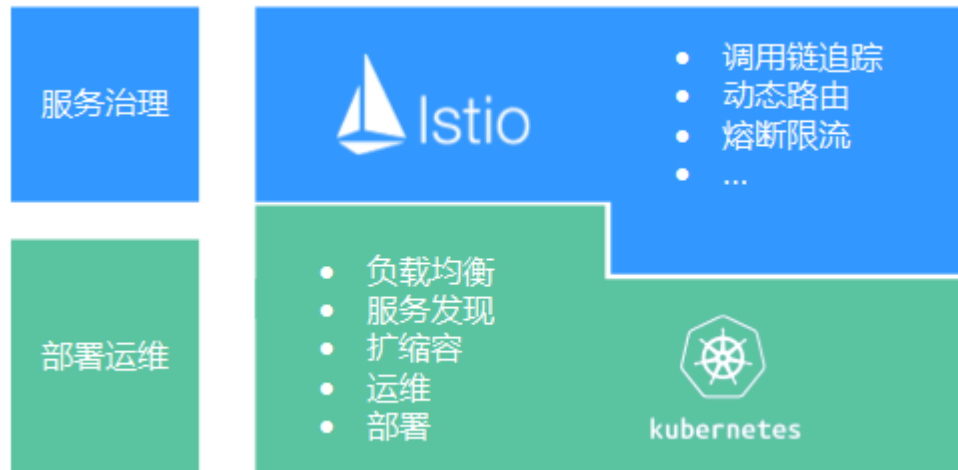 服务治理
Istio
• 调用链追踪
• 动态路由
• 熔断限流
• ...
部署运维
• 负载均衡
• 服务发现
• 扩缩容
• 运维
• 部署
kubernetes